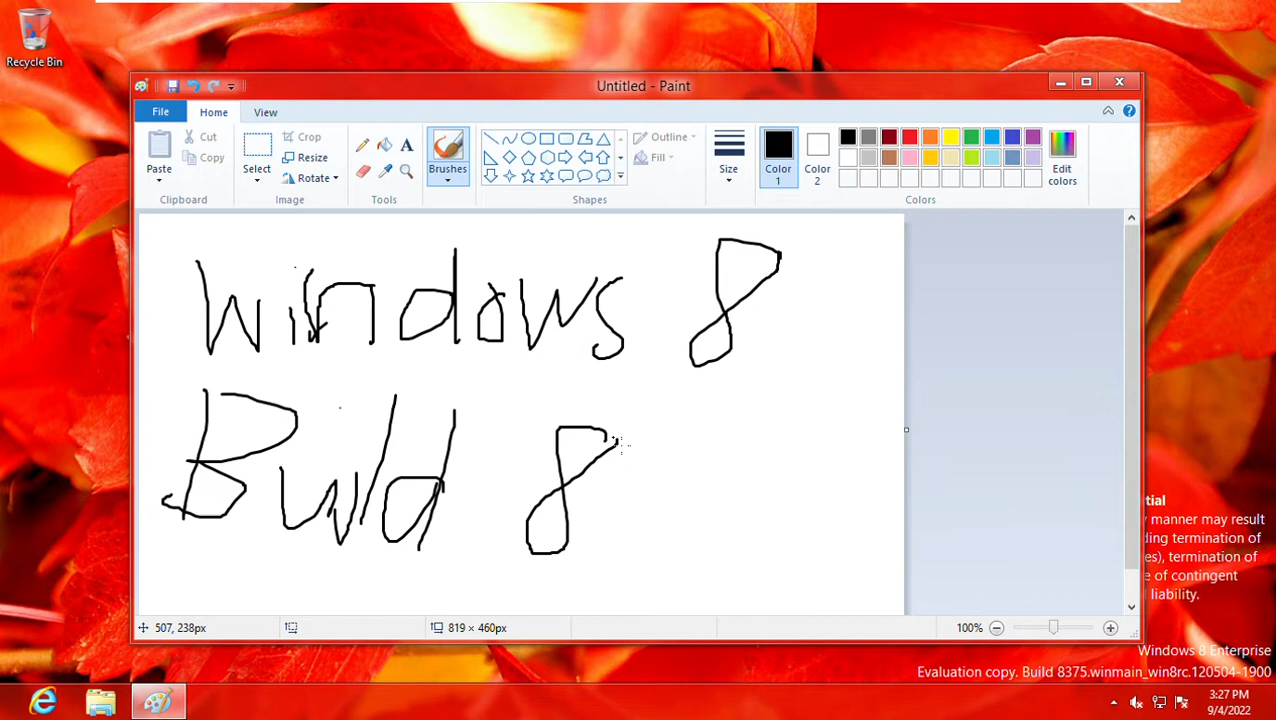 Recycle Bin
Untitled - Paint
File Home View
Paste
Cut
Copy
Clipboard
Select
Crop
Resize
Rotate
Image
A
Tools
Brushes
Outline
Fill
Shapes
Size
Color 1
Color 2
Edit colors
Colors
Windows 8
Build 8
tial
y manner may result
ding termination of
es), termination of
e of contingent
liability.
507, 238px
819 × 460px
100%
Windows 8 Enterprise
Evaluation copy. Build 8375.winmain_win8rc.120504-1900
3:27 PM
9/4/2022